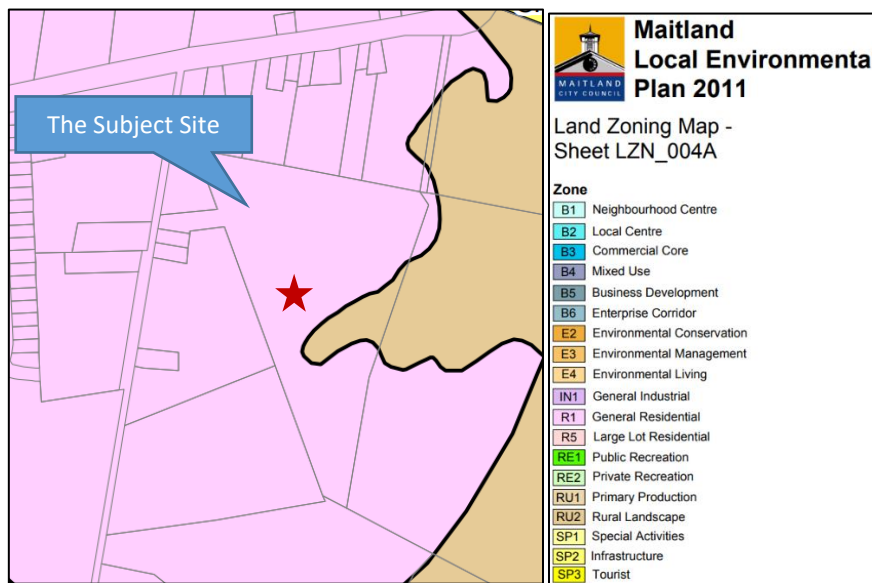 The Subject Site
MAITLAND
CITY COUNCIL
Maitland
Local Environmenta
Plan 2011
Land Zoning Map -
Sheet LZN_004A
Zone
B1 Neighbourhood Centre
B2 Local Centre
B3 Commercial Core
B4 Mixed Use
B5 Business Development
B6 Enterprise Corridor
E2 Environmental Conservation
E3 Environmental Management
E4 Environmental Living
IN1 General Industrial
R1 General Residential
R5 Large Lot Residential
RE1 Public Recreation
RE2 Private Recreation
RU1 Primary Production
RU2 Rural Landscape
SP1 Special Activities
SP2 Infrastructure
SP3 Tourist